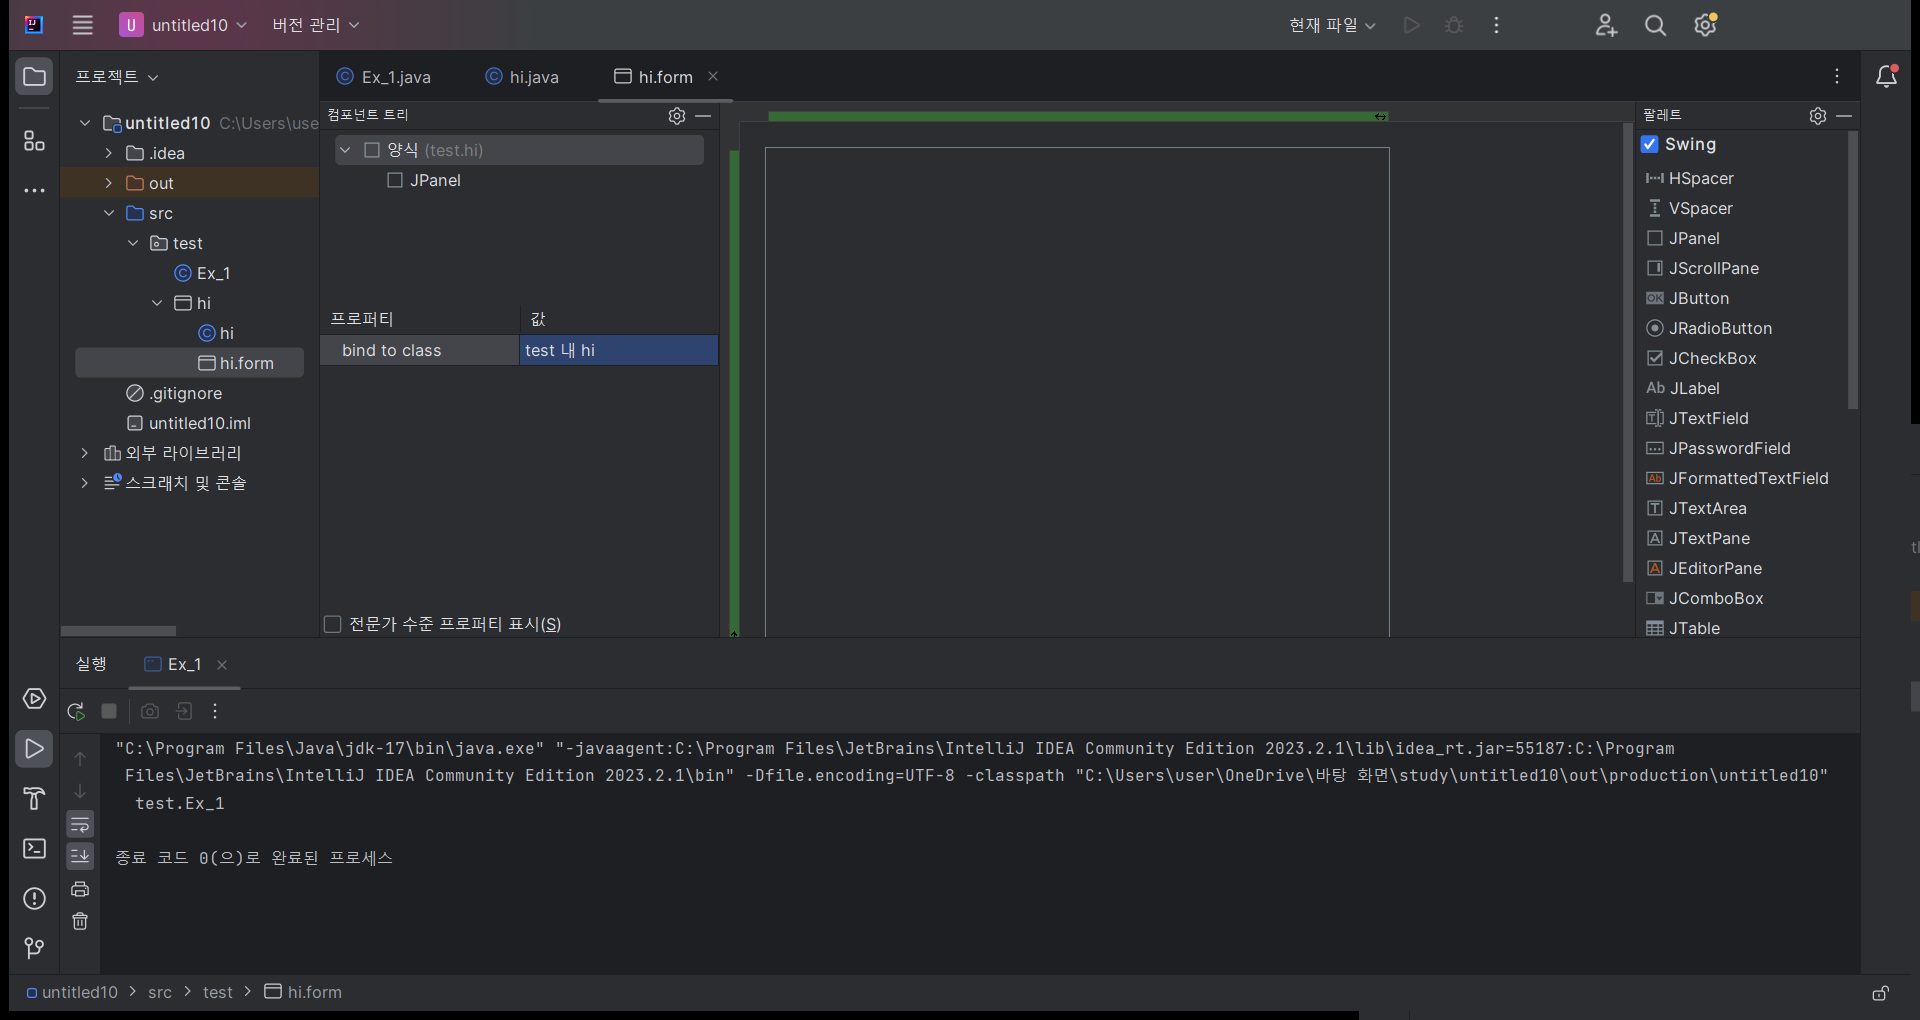 U untitled10 버전 관리 현재 파일
프로젝트
Ex_1.java hi.java hi.form
untitled10 C:\Users\use
.idea
out
src
test
Ex_1
hi
hi
hi.form
.gitignore
untitled10.iml
외부 라이브러리
스크래치 및 콘솔
컴포넌트 트리
양식 (test.hi)
JPanel
프로퍼티 값
bind to class test 내 hi
전문가 수준 프로퍼티 표시(S)
팔레트
Swing
HSpacer
VSpacer
JPanel
JScrollPane
OK JButton
JRadioButton
JCheckBox
Ab JLabel
JTextField
JPasswordField
Ab JFormattedTextField
T JTextArea
A JTextPane
A JEditorPane
JComboBox
JTable
실행 Ex_1
"C:\Program Files\Java\jdk-17\bin\java.exe" "-javaagent:C:\Program Files\JetBrains\IntelliJ IDEA Community Edition 2023.2.1\lib\idea_rt.jar=55187:C:\Program
Files\JetBrains\IntelliJ IDEA Community Edition 2023.2.1\bin" -Dfile.encoding=UTF-8 -classpath "C:\Users\user\OneDrive\바탕 화면\study\untitled10\out\production\untitled10"
test.Ex_1
종료 코드 0(으)로 완료된 프로세스
untitled10 > src > test > hi.form